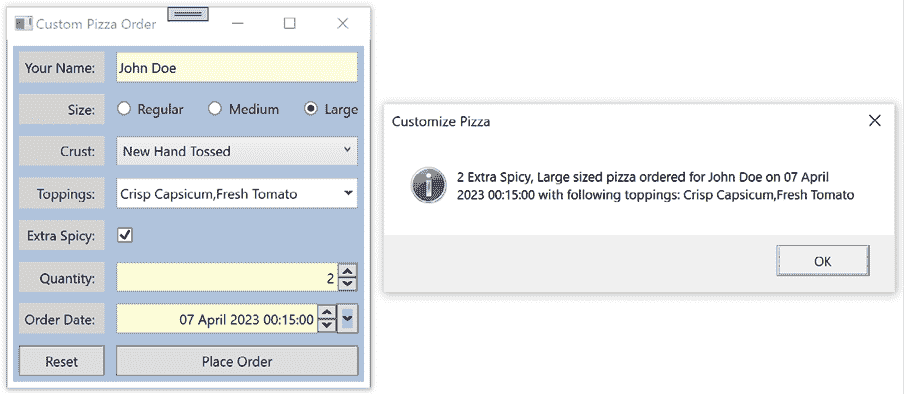 Custom Pizza Order
Your Name: John Doe
Size: Regular Medium Large
Crust: New Hand Tossed
Toppings: Crisp Capsicum,Fresh Tomato
Extra Spicy:
Quantity: 2
Order Date: 07 April 2023 00:15:00
Reset Place Order
Customize Pizza
2 Extra Spicy, Large sized pizza ordered for John Doe on 07 April
2023 00:15:00 with following toppings: Crisp Capsicum,Fresh Tomato
OK